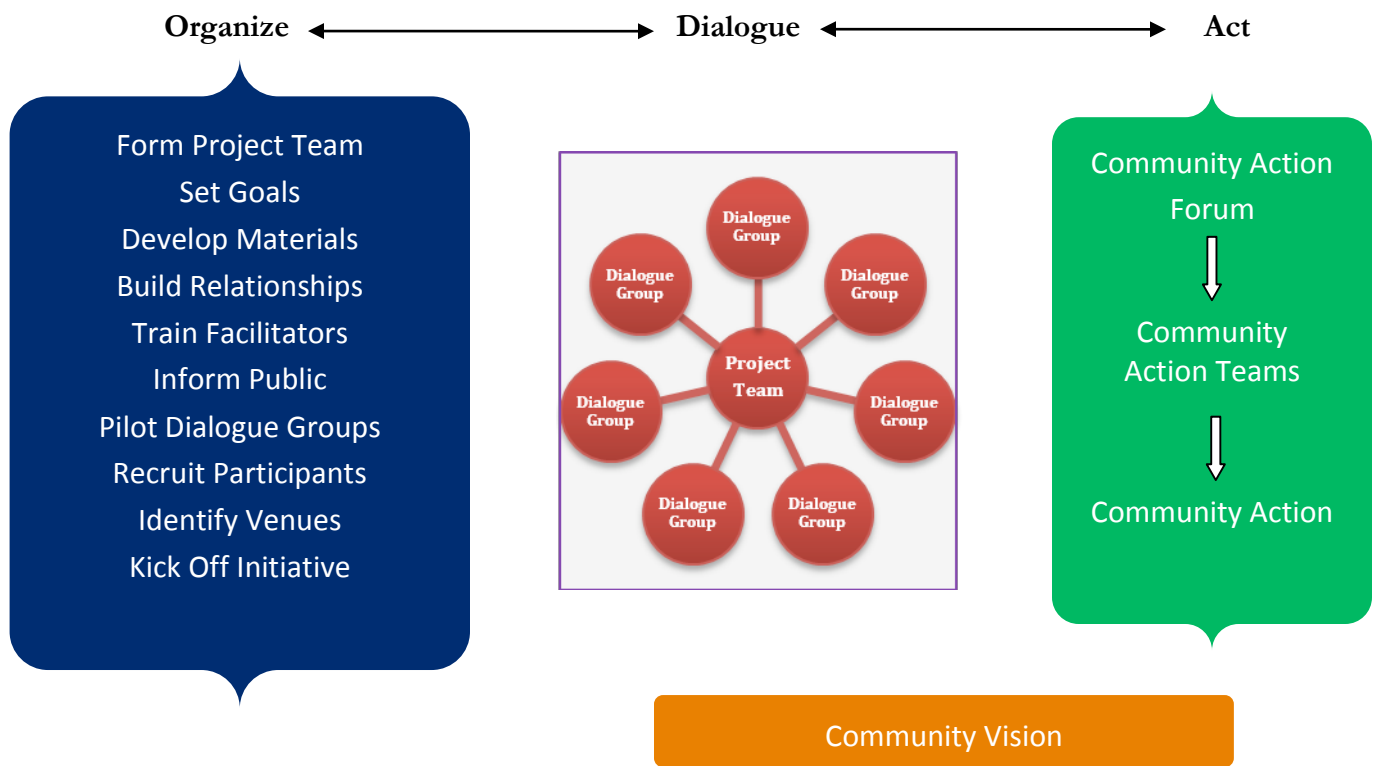 Organize
Dialogue
Act
Form Project Team
Set Goals
Develop Materials
Build Relationships
Train Facilitators
Inform Public
Pilot Dialogue Groups
Recruit Participants
Identify Venues
Kick Off Initiative
Dialogue
Group
Dialogue
Group
Dialogue
Group
Project
Team
Dialogue
Group
Dialogue
Group
Dialogue
Group
Dialogue
Group
Community Action
Forum
Community
Action Teams
Community Action
Community Vision